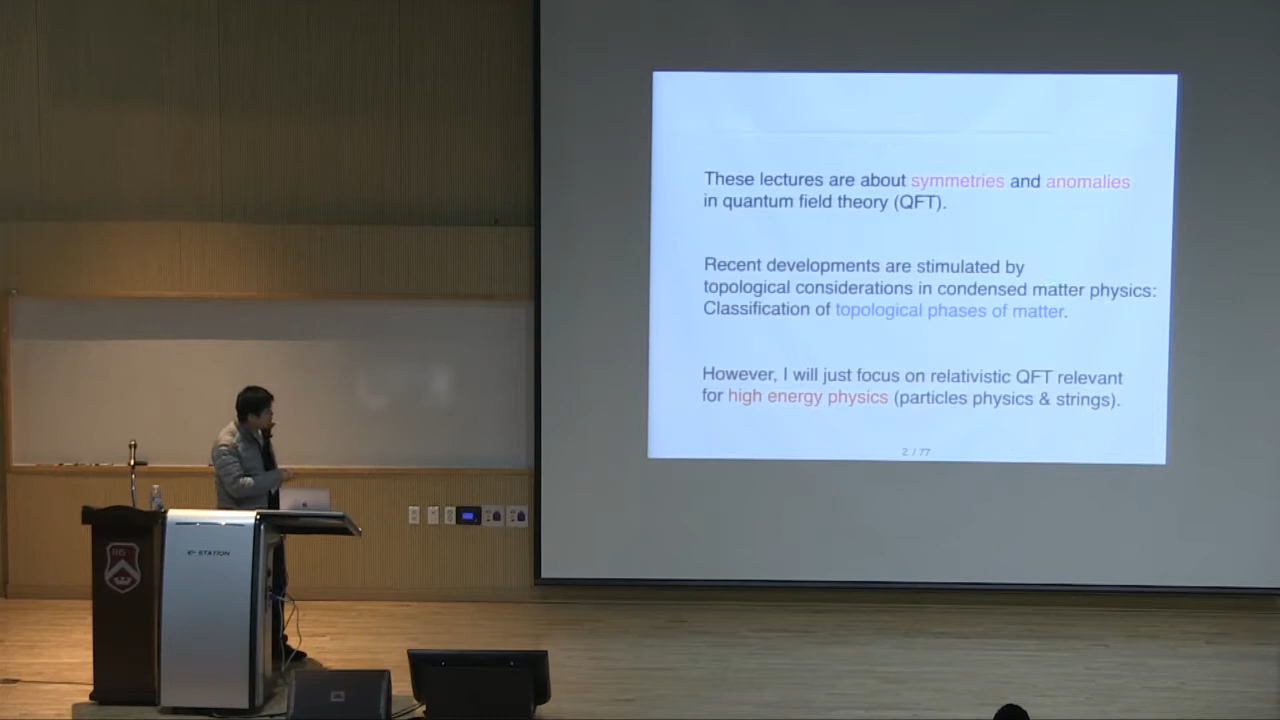 These lectures are about symmetries and anomalies
in quantum field theory (QFT).
Recent developments are stimulated by
topological considerations in condensed matter physics:
Classification of topological phases of matter.
However, I will just focus on relativistic QFT relevant
for high energy physics (particles physics & strings).
2 / 77
STATION